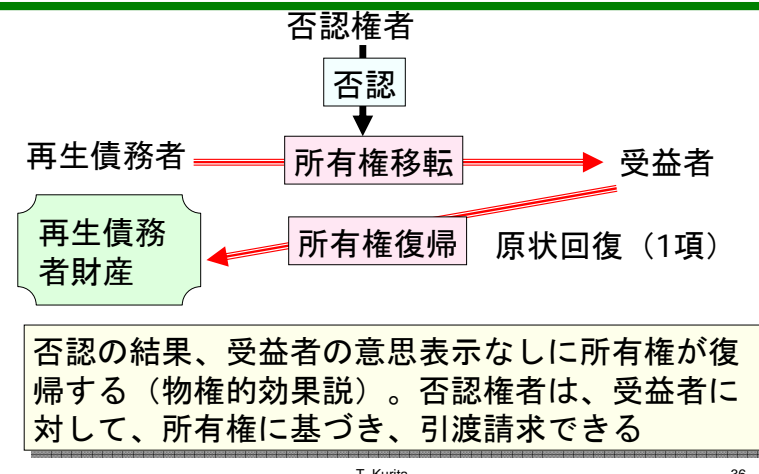 否認権者
否認
再生債務者 所有権移転 受益者
再生債務
者財産
所有権復帰 原状回復（1項）
否認の結果、受益者の意思表示なしに所有権が復
帰する（物権的効果説）。否認権者は、受益者に
対して、所有権に基づき、引渡請求できる
T. Kurita 36